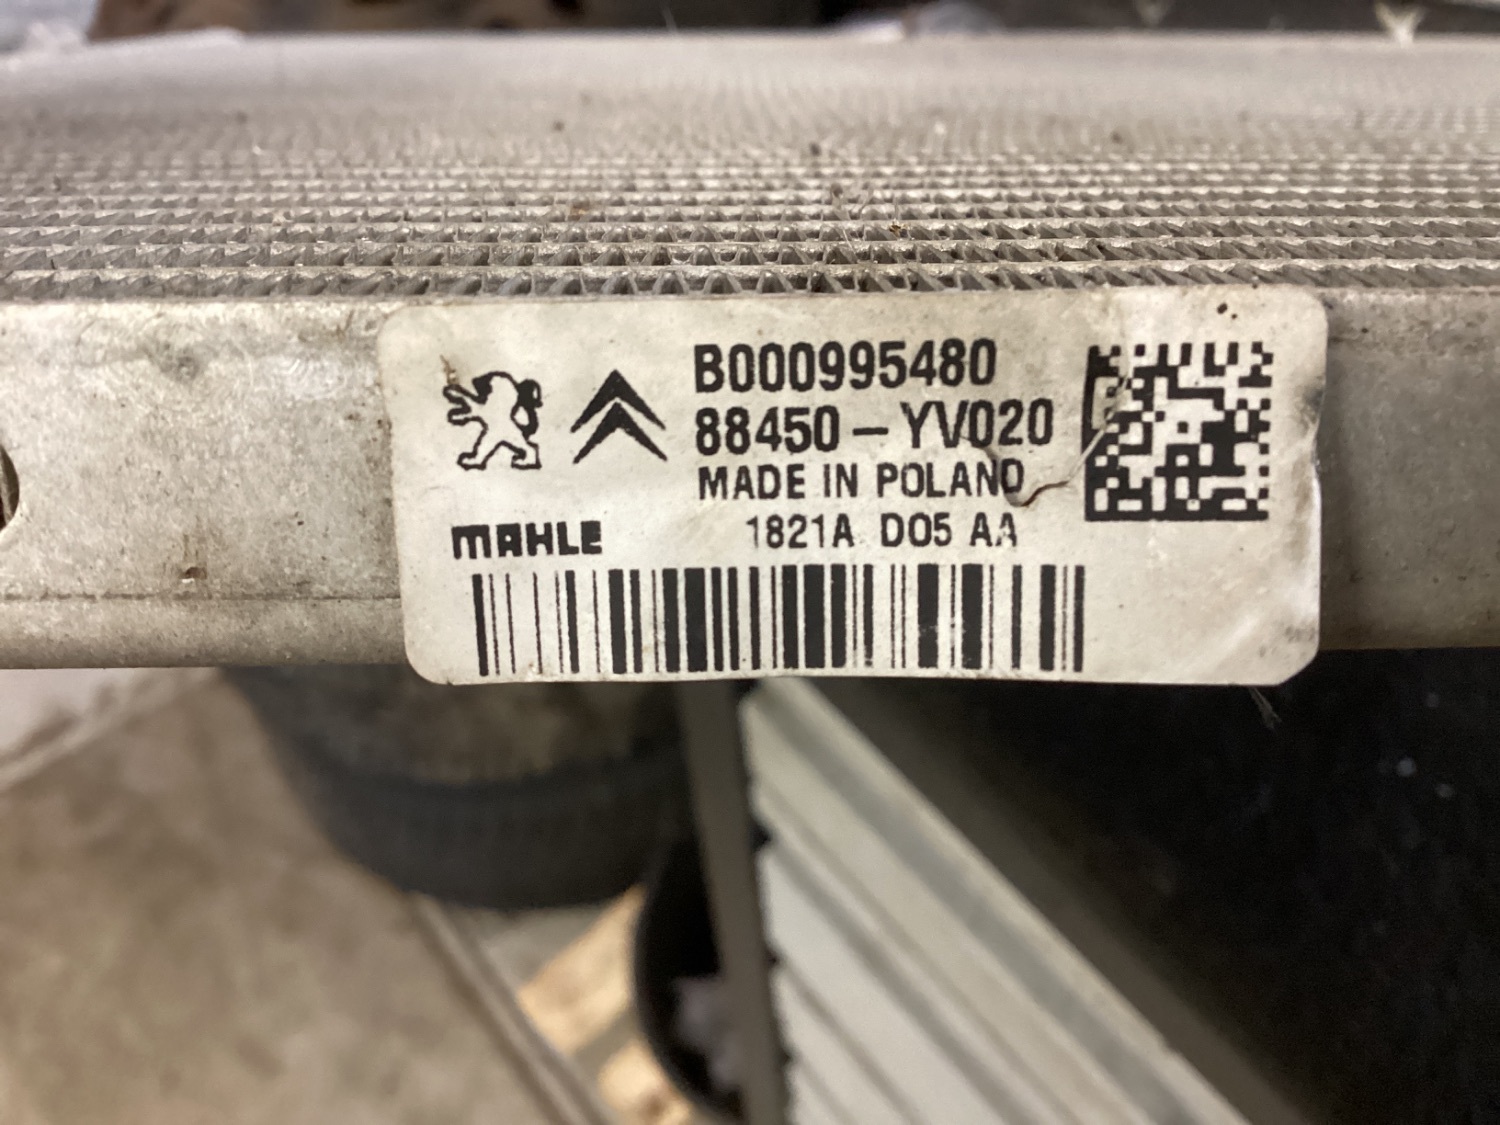 B000995480
88450-YV020
MADE IN POLAND
MAHLE
1821A D05 AA